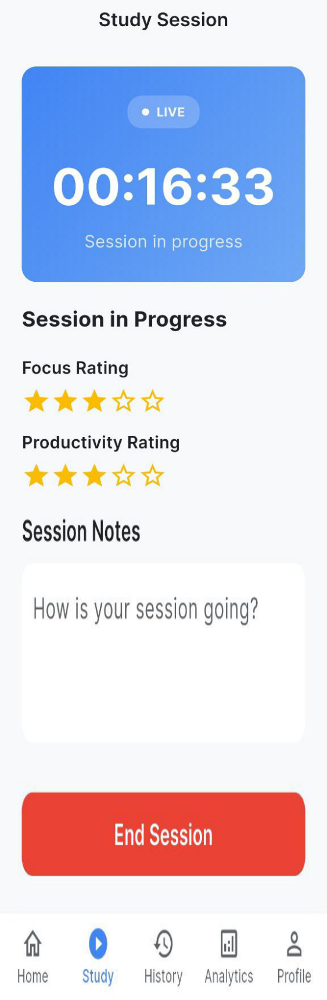 Study Session
LIVE
00:16:33
Session in progress
Session in Progress
Focus Rating
Productivity Rating
Session Notes
How is your session going?
End Session
Home Study History Analytics Profile